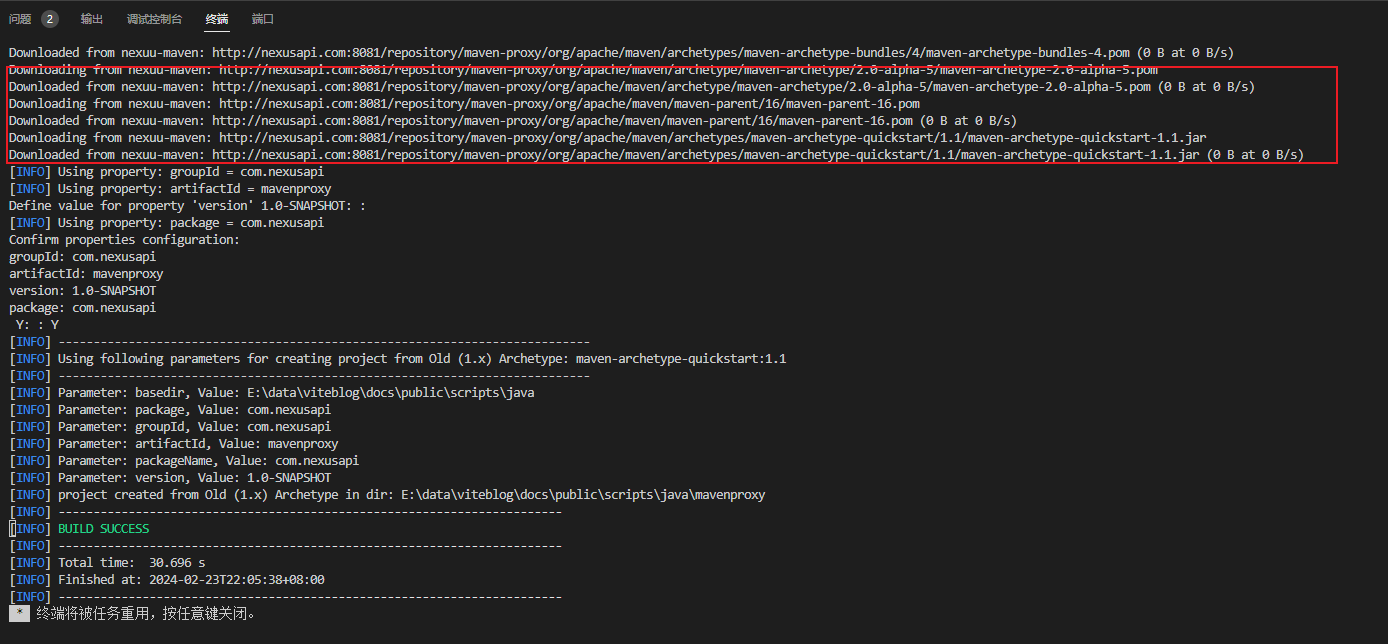 问题 2 输出 调试控制台 终端 端口
Downloaded from nexuu-maven: http://nexusapi.com:8081/repository/maven-proxy/org/apache/maven/archetypes/maven-archetype-bundles/4/maven-archetype-bundles-4.pom (0 B at 0 B/s)
Downloading from nexuu-maven: http://nexusapi.com:8081/repository/maven-proxy/org/apache/maven/archetype/maven-archetype/2.0-alpha-5/maven-archetype-2.0-alpha-5.pom
Downloaded from nexuu-maven: http://nexusapi.com:8081/repository/maven-proxy/org/apache/maven/archetype/maven-archetype/2.0-alpha-5/maven-archetype-2.0-alpha-5.pom (0 B at 0 B/s)
Downloading from nexuu-maven: http://nexusapi.com:8081/repository/maven-proxy/org/apache/maven/maven-parent/16/maven-parent-16.pom
Downloaded from nexuu-maven: http://nexusapi.com:8081/repository/maven-proxy/org/apache/maven/maven-parent/16/maven-parent-16.pom (0 B at 0 B/s)
Downloading from nexuu-maven: http://nexusapi.com:8081/repository/maven-proxy/org/apache/maven/archetypes/maven-archetype-quickstart/1.1/maven-archetype-quickstart-1.1.jar
Downloaded from nexuu-maven: http://nexusapi.com:8081/repository/maven-proxy/org/apache/maven/archetypes/maven-archetype-quickstart/1.1/maven-archetype-quickstart-1.1.jar (0 B at 0 B/s)
[INFO] Using property: groupId = com.nexusapi
[INFO] Using property: artifactId = mavenproxy
Define value for property 'version' 1.0-SNAPSHOT: :
[INFO] Using property: package = com.nexusapi
Confirm properties configuration:
groupId: com.nexusapi
artifactId: mavenproxy
version: 1.0-SNAPSHOT
package: com.nexusapi
Y: : Y
[INFO] ----------------------------------------------------------------------------
[INFO] Using following parameters for creating project from Old (1.x) Archetype: maven-archetype-quickstart:1.1
[INFO] ----------------------------------------------------------------------------
[INFO] Parameter: basedir, Value: E:\data\viteblog\docs\public\scripts\java
[INFO] Parameter: package, Value: com.nexusapi
[INFO] Parameter: groupId, Value: com.nexusapi
[INFO] Parameter: artifactId, Value: mavenproxy
[INFO] Parameter: packageName, Value: com.nexusapi
[INFO] Parameter: version, Value: 1.0-SNAPSHOT
[INFO] project created from Old (1.x) Archetype in dir: E:\data\viteblog\docs\public\scripts\java\mavenproxy
[INFO] ------------------------------------------------------------------------
[INFO] BUILD SUCCESS
[INFO] ------------------------------------------------------------------------
[INFO] Total time:  30.696 s
[INFO] Finished at: 2024-02-23T22:05:38+08:00
[INFO] ------------------------------------------------------------------------
* 终端将被任务重用，按任意键关闭。